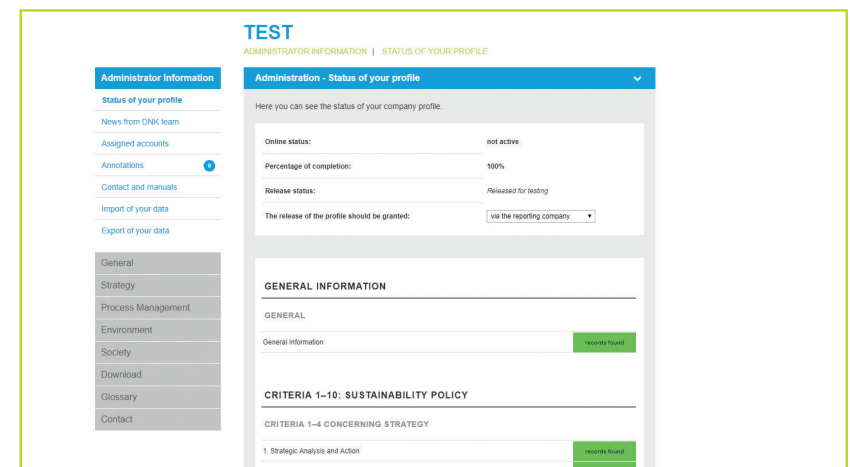 TEST
ADMINISTRATOR INFORMATION | STATUS OF YOUR PROFILE
Administrator Information
Status of your profile
News from DNK team
Assigned accounts
Annotations 0
Contact and manuals
Import of your data
Export of your data
General
Strategy
Process Management
Environment
Society
Download
Glossary
Contact
Administration - Status of your profile
Here you can see the status of your company profile.
Online status: not active
Percentage of completion: 100%
Release status: Released for testing
The release of the profile should be granted: via the reporting company
GENERAL INFORMATION
GENERAL
General Information records found
CRITERIA 1–10: SUSTAINABILITY POLICY
CRITERIA 1–4 CONCERNING STRATEGY
1. Strategic Analysis and Action records found